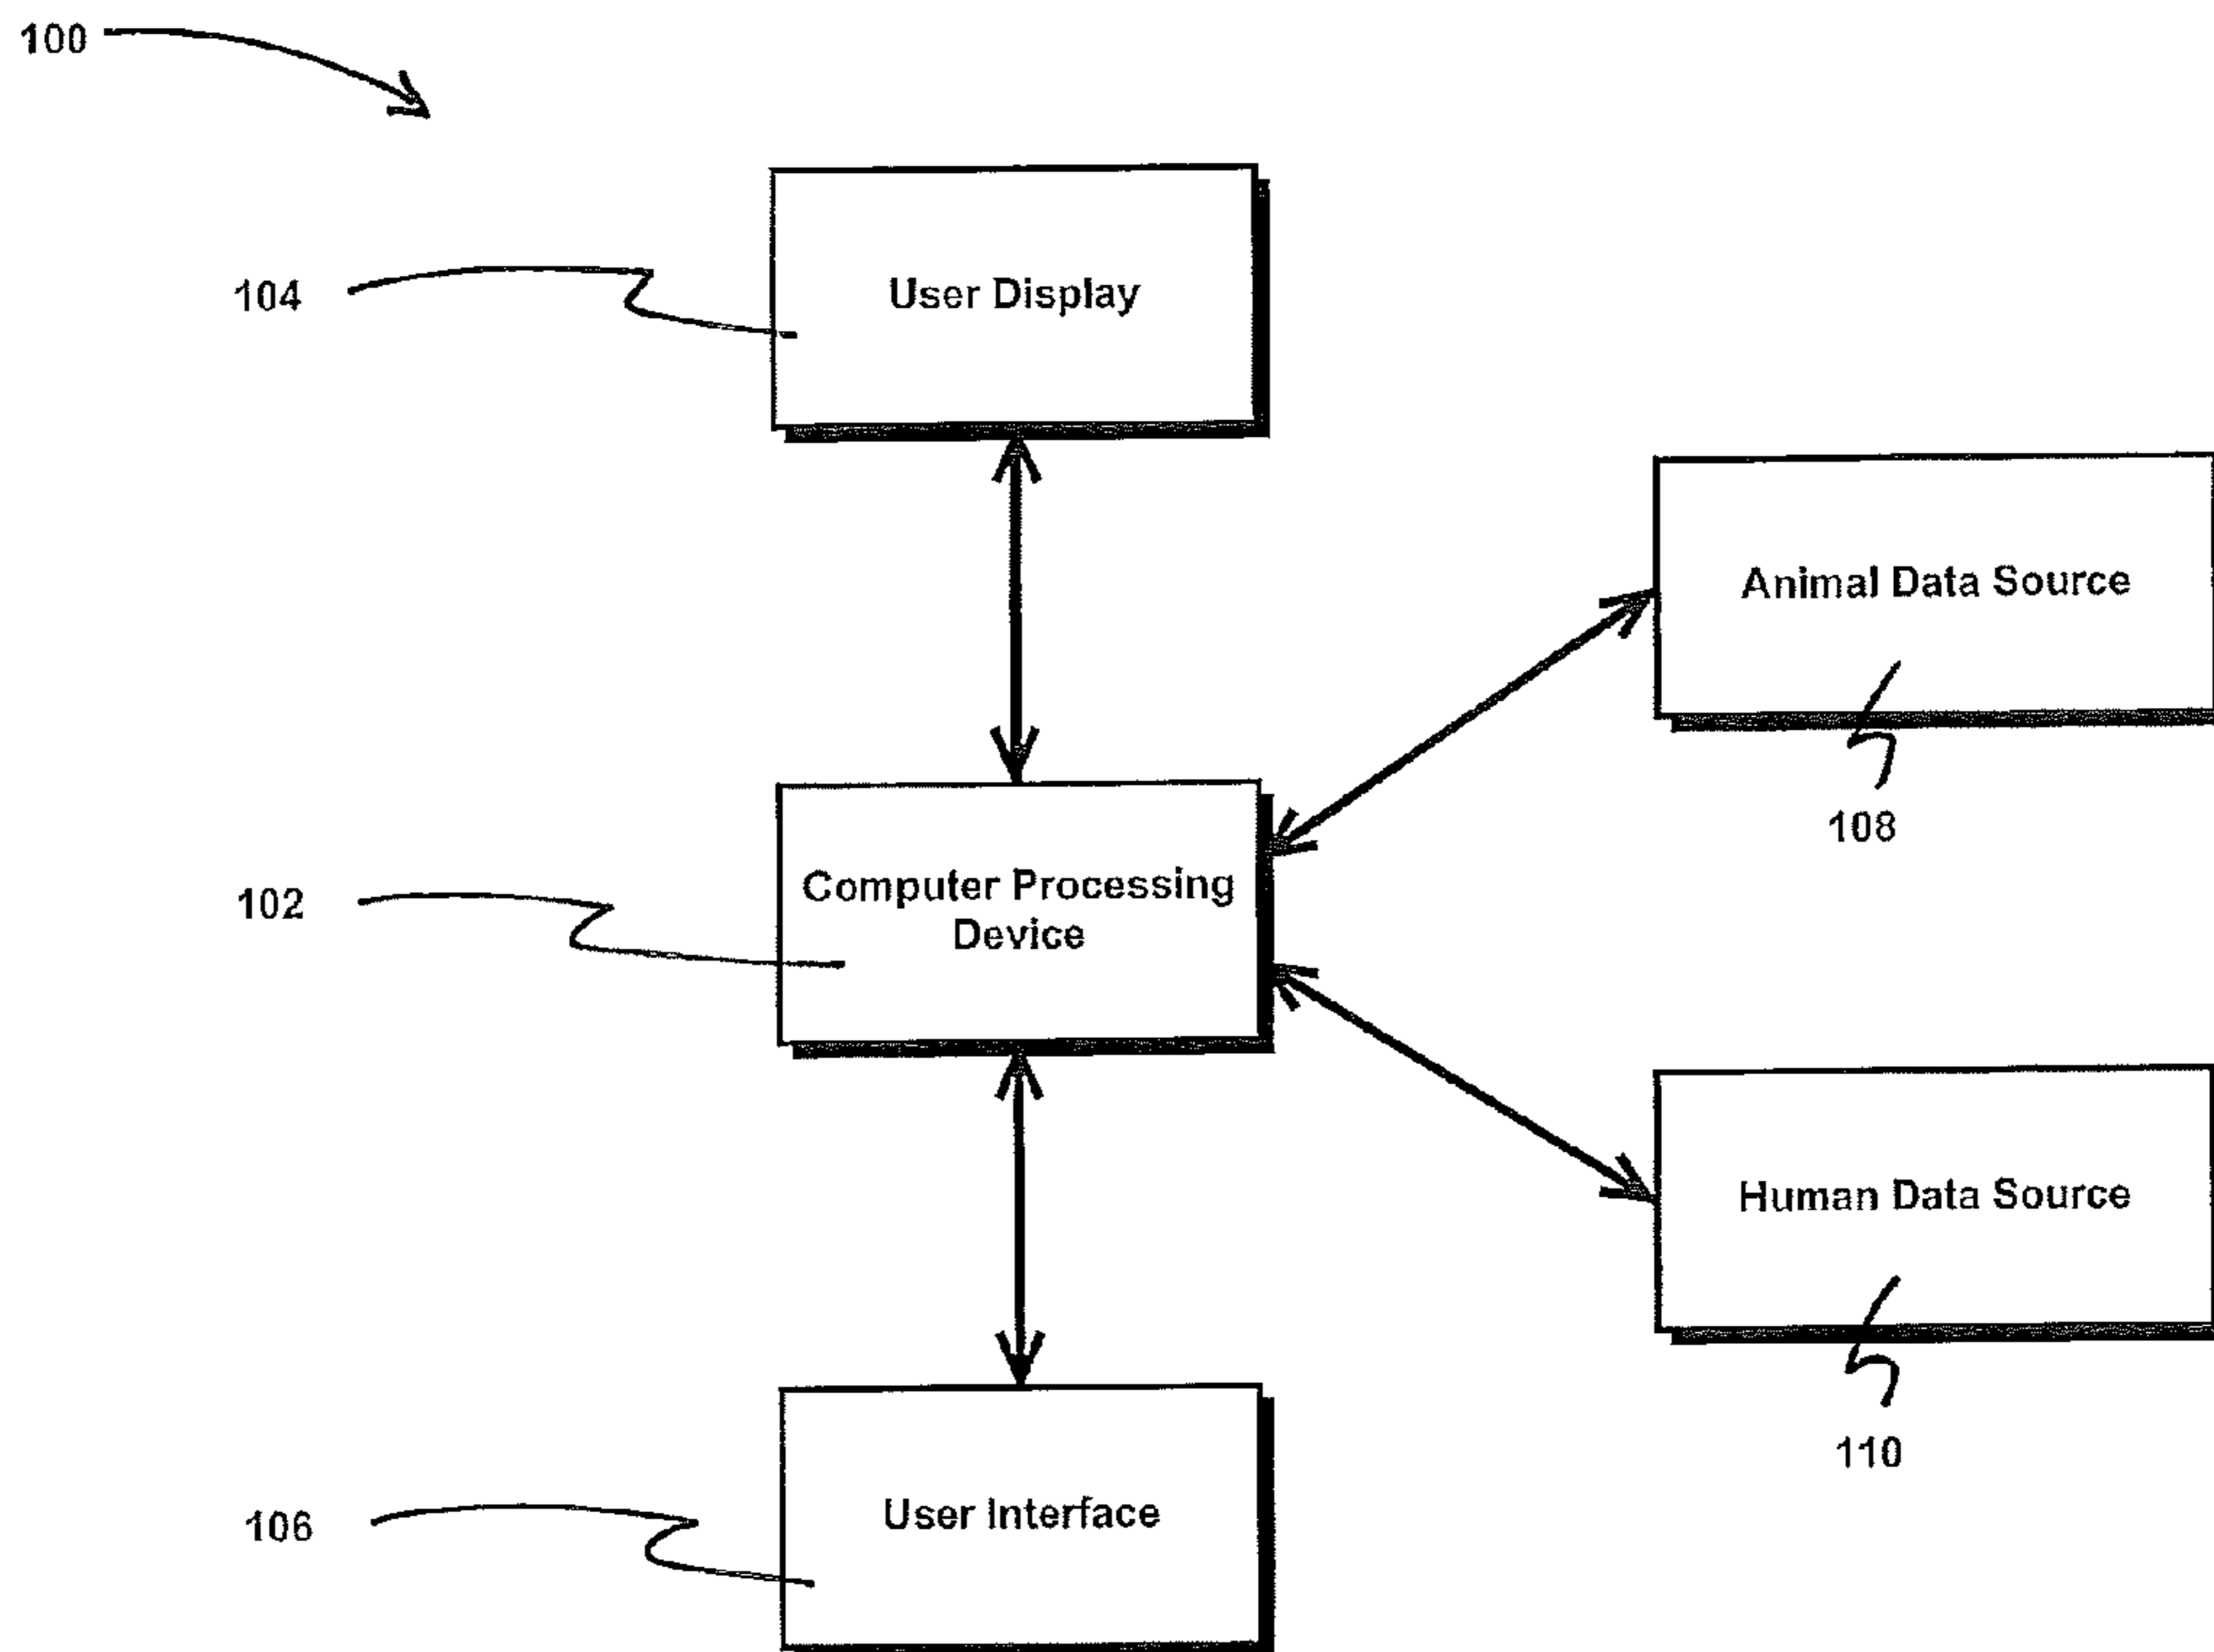 100
104
User Display
Animal Data Source
108
102
Computer Processing
Device
Human Data Source
110
106
User Interface